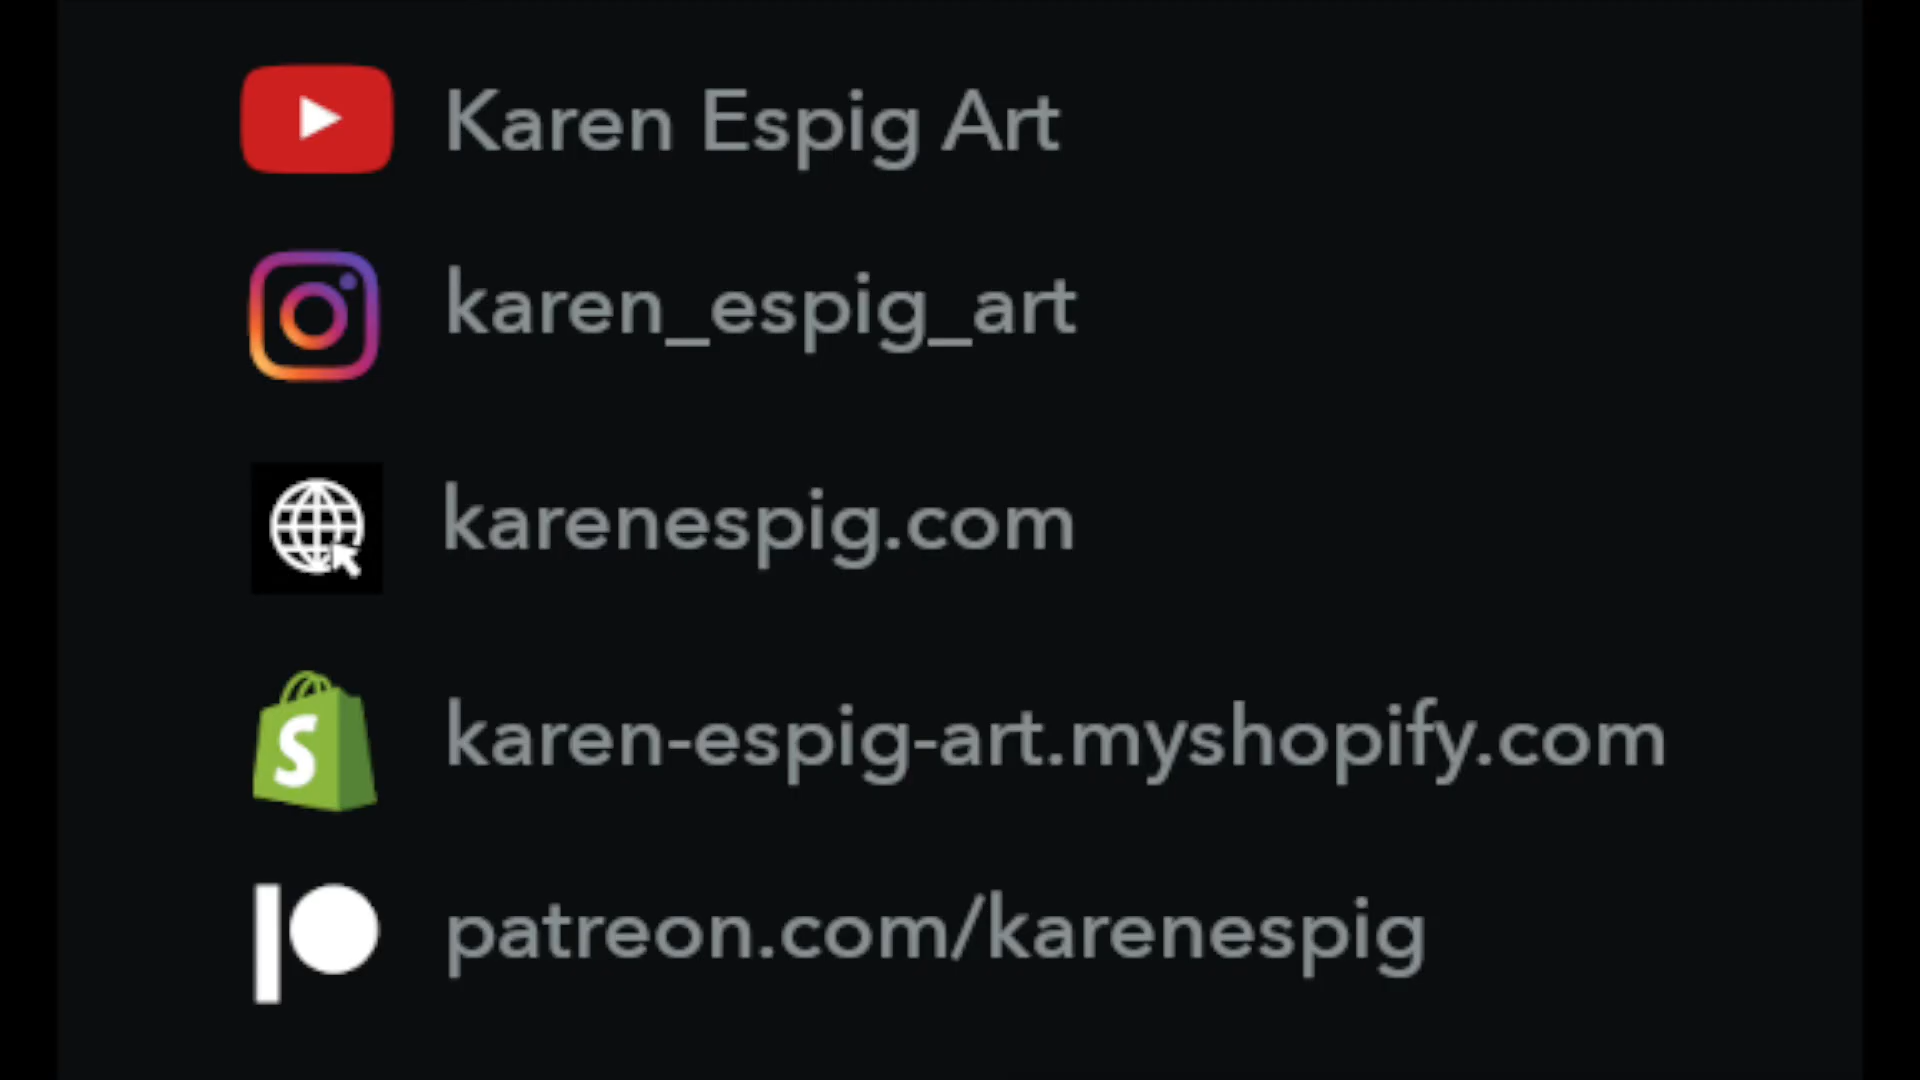 Karen Espig Art
karen_espig_art
karenespig.com
karen-espig-art.myshopify.com
patreon.com/karenespig